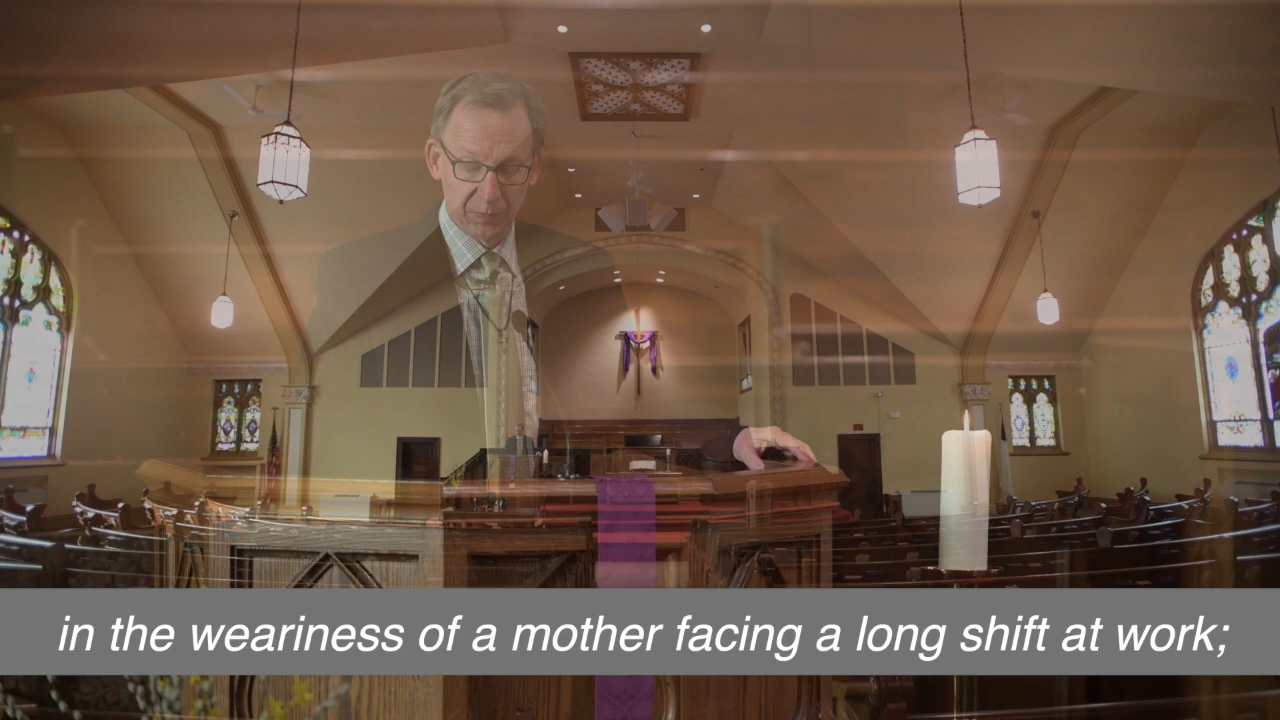 in the weariness of a mother facing a long shift at work;